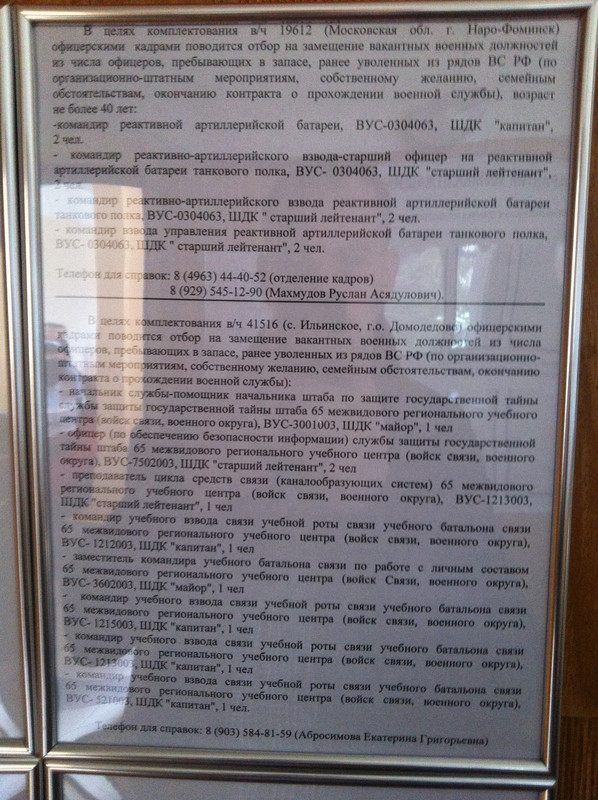 В целях комплектования в/ч 19612 (Московская обл. г. Наро-Фоминск)
офицерскими кадрами поводится отбор на замещение вакантных военных должностей
из числа офицеров, пребывающих в запасе, ранее уволенных из рядов ВС РФ (по
организационно-штатным мероприятиям, собственному желанию, семейным
обстоятельствам, окончанию контракта о прохождении военной службы), возраст
не более 40 лет:
-командир реактивной артиллерийской батареи, ВУС-0304063, ШДК "капитан",
2 чел.
- командир реактивно-артиллерийского взвода-старший офицер на реактивной
артиллерийской батареи танкового полка, ВУС- 0304063, ШДК "старший лейтенант",
2 чел.
- командир реактивно-артиллерийского взвода реактивной артиллерийской батареи
танкового полка, ВУС-0304063, ШДК " старший лейтенант", 2 чел.
- командир взвода управления реактивной артиллерийской батареи танкового полка,
ВУС- 0304063, ШДК " старший лейтенант", 2 чел.
Телефон для справок: 8 (4963) 44-40-52 (отделение кадров)
8 (929) 545-12-90 (Махмудов Руслан Асядулович).
В целях комплектования в/ч 41516 (с. Ильинское, г.о. Домодедово) офицерскими
кадрами поводится отбор на замещение вакантных военных должностей из числа
офицеров, пребывающих в запасе, ранее уволенных из рядов ВС РФ (по организационно-
штатным мероприятиям, собственному желанию, семейным обстоятельствам, окончанию
контракта о прохождении военной службы):
- начальник службы-помощник начальника штаба по защите государственной тайны
службы защиты государственной тайны штаба 65 межвидового регионального учебного
центра (войск связи, военного округа), ВУС-3001003, ШДК "майор", 1 чел
- офицер (по обеспечению безопасности информации) службы защиты государственной
тайны штаба 65 межвидового регионального учебного центра (войск связи, военного
округа), ВУС-7502003, ШДК "старший лейтенант", 2 чел
- преподаватель цикла средств связи (каналообразующих систем) 65 межвидового
регионального учебного центра (войск связи, военного округа), ВУС-1213003,
ШДК "старший лейтенант", 1 чел
- командир учебного взвода связи учебной роты связи учебного батальона связи
65 межвидового регионального учебного центра (войск связи, военного округа),
ВУС- 1212003, ШДК "капитан", 1 чел
- заместитель командира учебного батальона связи по работе с личным составом
65 межвидового регионального учебного центра (войск Связи, военного округа),
ВУС-3602003, ШДК "майор", 1 чел
- командир учебного взвода связи учебной роты связи учебного батальона связи
65 межвидового регионального учебного центра (войск связи, военного округа),
ВУС- 1215003, ШДК "капитан", 1 чел
- командир учебного взвода связи учебной роты связи учебного батальона связи
65 межвидового регионального учебного центра (войск связи, военного округа),
ВУС- 1213003, ШДК "капитан", 1 чел
- командир учебного взвода связи учебной роты связи учебного батальона связи
65 межвидового регионального учебного центра (войск связи, военного округа),
ВУС- 521003, ШДК "капитан", 1 чел.
Телефон для справок: 8 (903) 584-81-59 (Абросимова Екатерина Григорьевна)